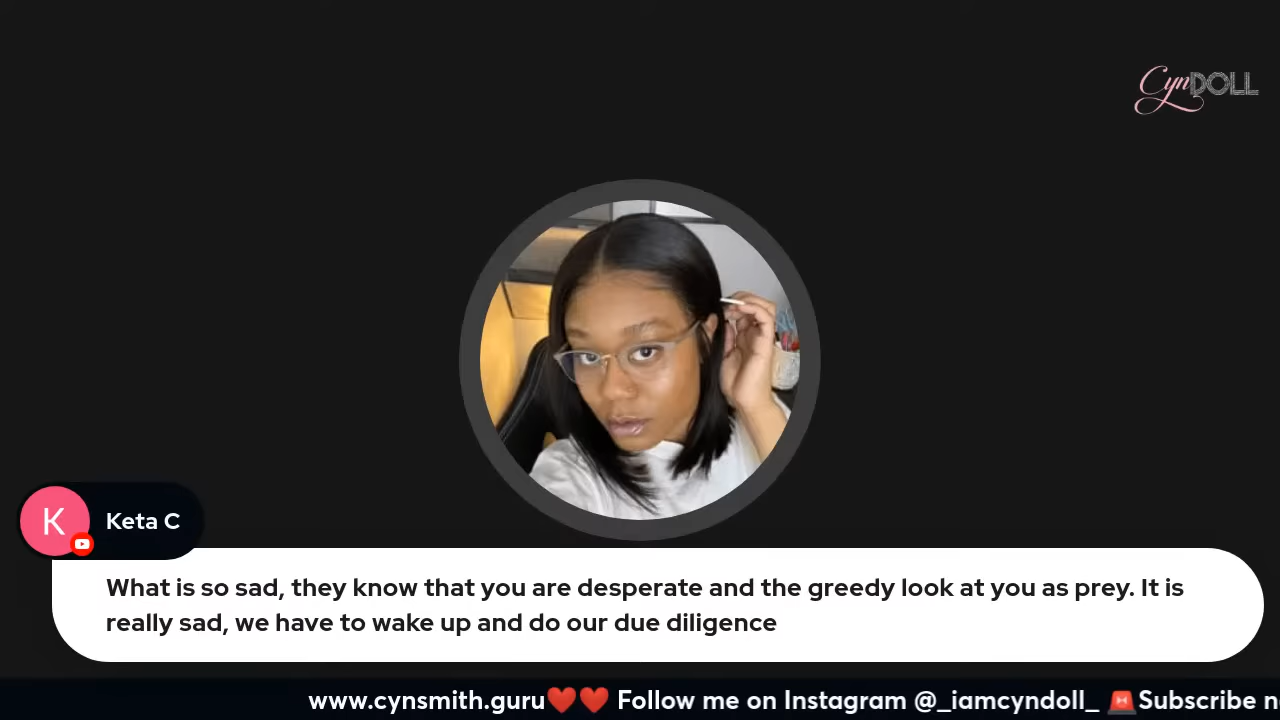 CynDOLL
K
Keta C
What is so sad, they know that you are desperate and the greedy look at you as prey. It is
really sad, we have to wake up and do our due diligence
www.cynsmith.guru❤️❤️ Follow me on Instagram @_iamcyndoll_ 🚨Subscribe n